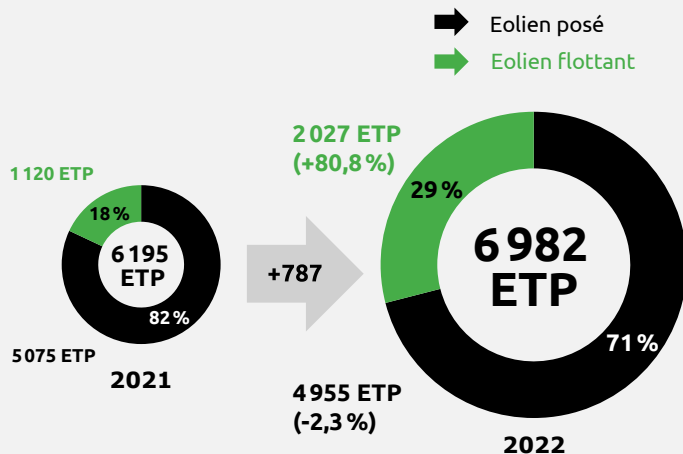 Eolien posé
Eolien flottant
1 120 ETP
18 %
6 195
ETP
82 %
5 075 ETP
2021
+787
2 027 ETP
(+80,8 %)
29 %
6 982
ETP
71 %
4 955 ETP
(-2,3 %)
2022